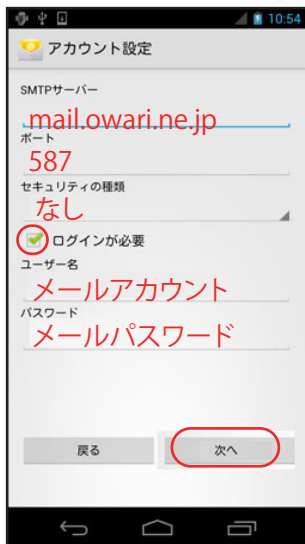 10:54
アカウント設定
SMTPサーバー
mail.owari.ne.jp
ポート
587
セキュリティの種類
なし
ログインが必要
ユーザー名
メールアカウント
パスワード
メールパスワード
戻る
次へ